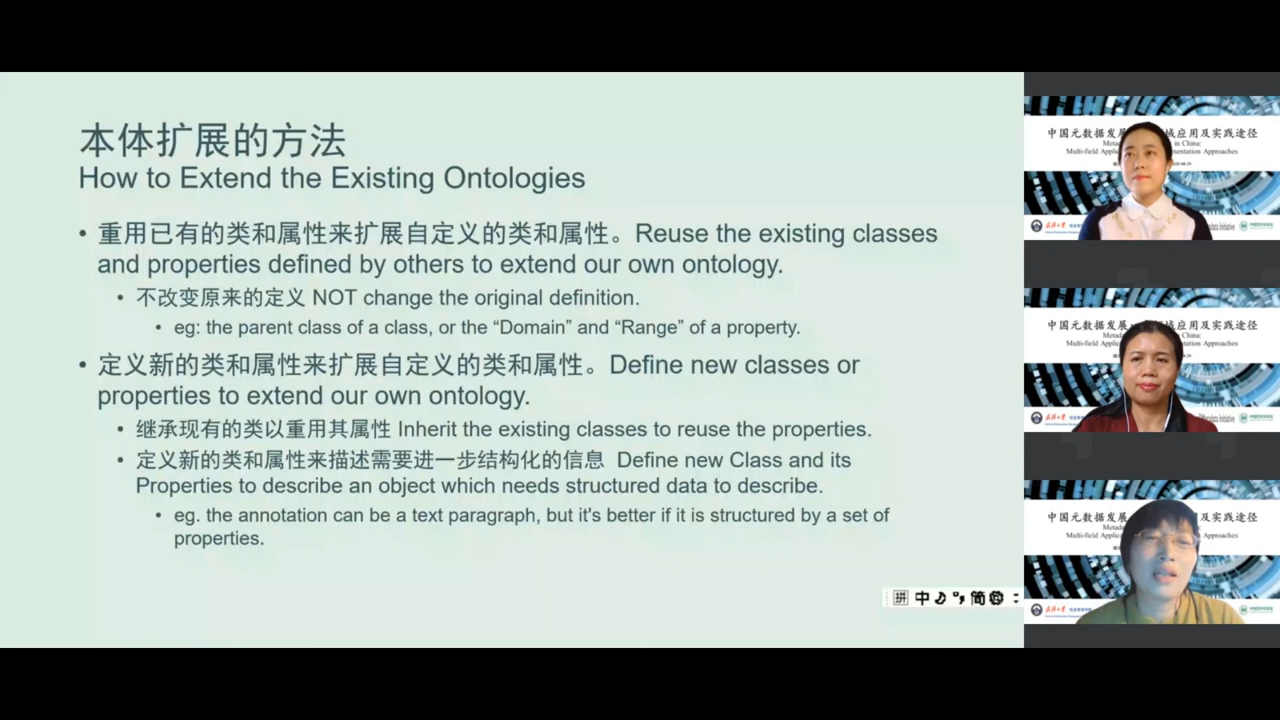 本体扩展的方法
How to Extend the Existing Ontologies
• 重用已有的类和属性来扩展自定义的类和属性。Reuse the existing classes
and properties defined by others to extend our own ontology.
• 不改变原来的定义 NOT change the original definition.
• eg: the parent class of a class, or the “Domain” and “Range” of a property.
• 定义新的类和属性来扩展自定义的类和属性。Define new classes or
properties to extend our own ontology.
• 继承现有的类以重用其属性 Inherit the existing classes to reuse the properties.
• 定义新的类和属性来描述需要进一步结构化的信息 Define new Class and its
Properties to describe an object which needs structured data to describe.
• eg. the annotation can be a text paragraph, but it's better if it is structured by a set of
properties.
拼 中 简
中国元数据发展 域应用及实践途径
in China:
Multi-field Applic mentation Approaches
中国元数据发展 域应用及实践途径
China:
Multi-field Applic Approaches
中国元数据发展 域应用及实践途径
Multi-field Applic Approaches